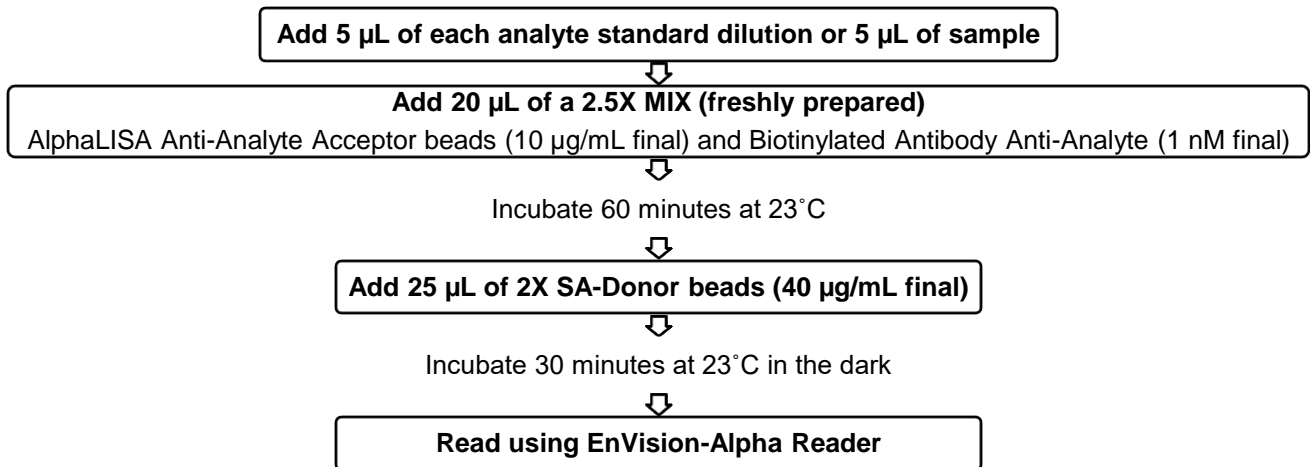 Add 5 µL of each analyte standard dilution or 5 µL of sample
Add 20 µL of a 2.5X MIX (freshly prepared)
AlphaLISA Anti-Analyte Acceptor beads (10 µg/mL final) and Biotinylated Antibody Anti-Analyte (1 nM final)
Incubate 60 minutes at 23˚C
Add 25 µL of 2X SA-Donor beads (40 µg/mL final)
Incubate 30 minutes at 23˚C in the dark
Read using EnVision-Alpha Reader